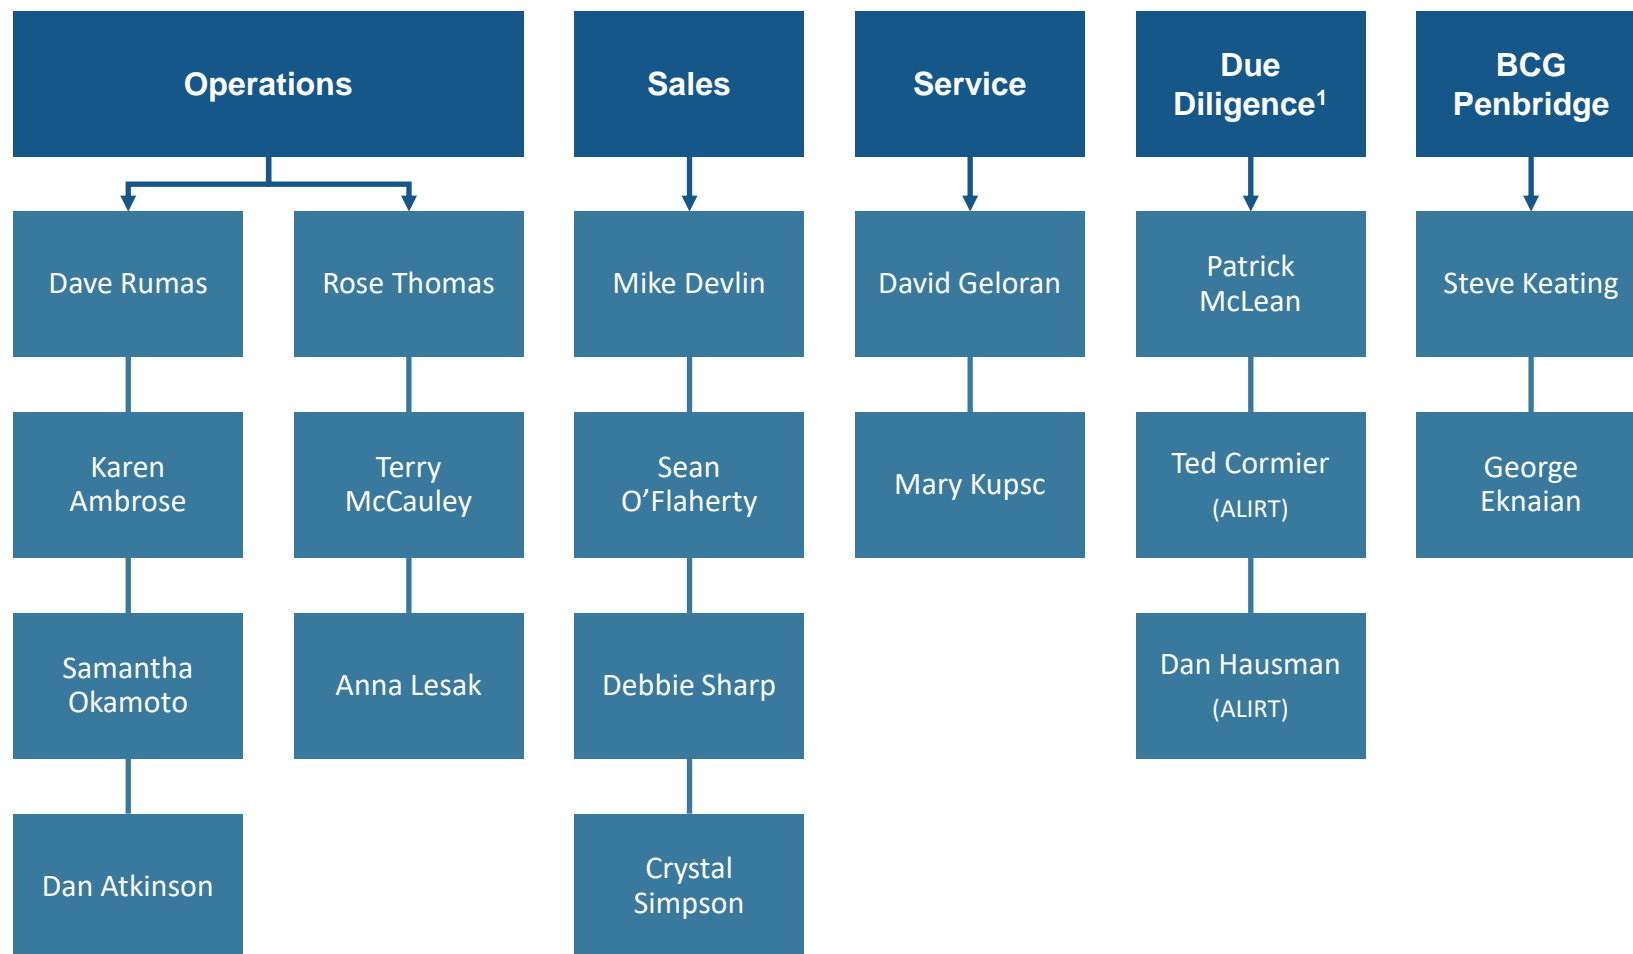 Operations
Sales
Service
Due
Diligence¹
BCG
Penbridge
Dave Rumas
Rose Thomas
Mike Devlin
David Geloran
Patrick
McLean
Steve Keating
Karen
Ambrose
Terry
McCauley
Sean
O’Flaherty
Mary Kupsc
Ted Cormier
(ALIRT)
George
Eknaian
Samantha
Okamoto
Anna Lesak
Debbie Sharp
Dan Hausman
(ALIRT)
Dan Atkinson
Crystal
Simpson